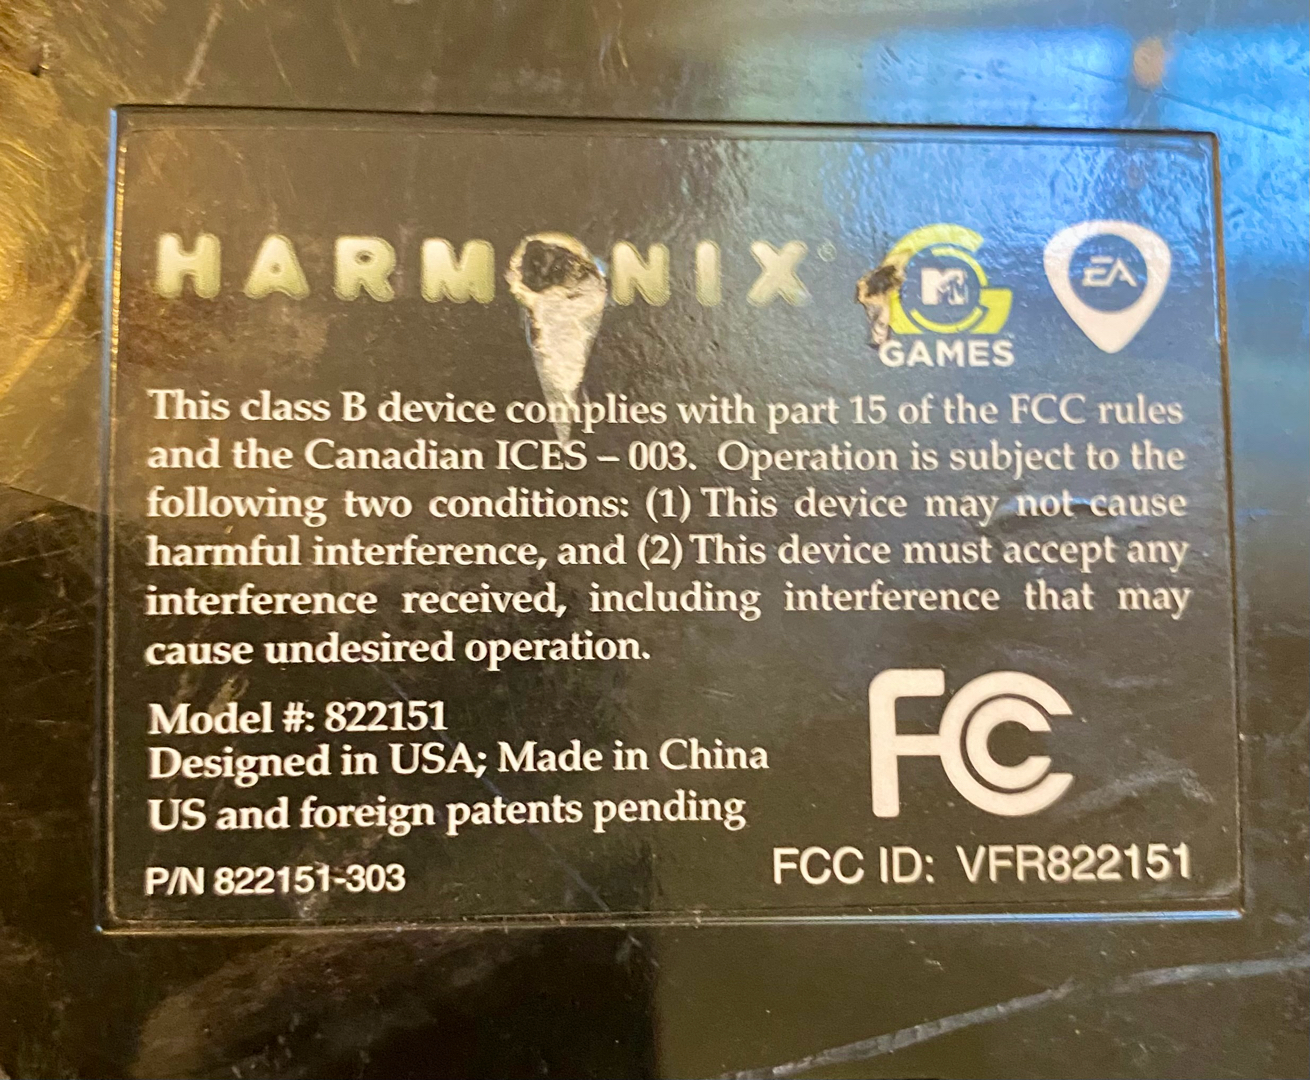 HARMONIX®
G MTV GAMES
EA
This class B device complies with part 15 of the FCC rules
and the Canadian ICES – 003. Operation is subject to the
following two conditions: (1) This device may not cause
harmful interference, and (2) This device must accept any
interference received, including interference that may
cause undesired operation.
Model #: 822151
Designed in USA; Made in China
US and foreign patents pending
FC
P/N 822151-303
FCC ID: VFR822151